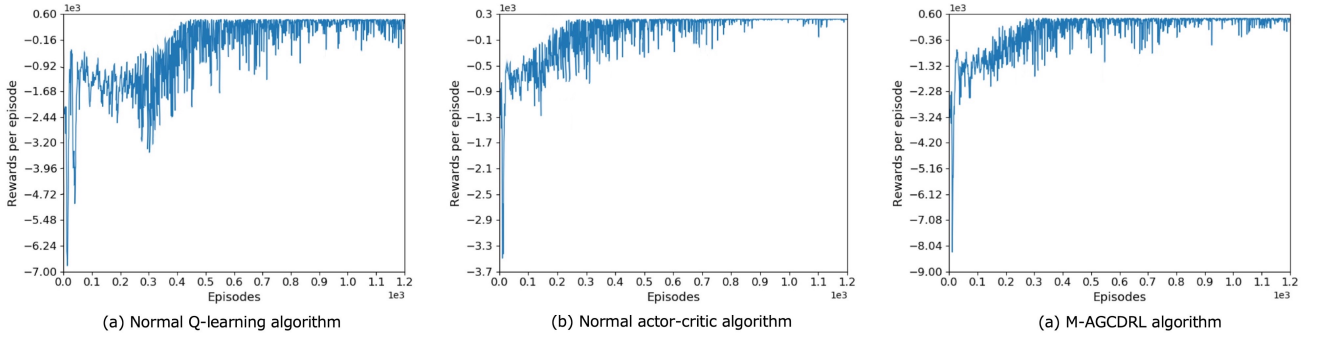 1e3
0.60
−0.16
−0.92
−1.68
−2.44
−3.20
−3.96
−4.72
−5.48
−6.24
−7.00
Rewards per episode
0.0 0.1 0.2 0.3 0.4 0.5 0.6 0.7 0.8 0.9 1.0 1.1 1.2
Episodes
1e3
(a) Normal Q-learning algorithm
1e3
0.3
−0.1
−0.5
−0.9
−1.3
−1.7
−2.1
−2.5
−2.9
−3.3
−3.7
Rewards per episode
0.0 0.1 0.2 0.3 0.4 0.5 0.6 0.7 0.8 0.9 1.0 1.1 1.2
Episodes
1e3
(b) Normal actor-critic algorithm
1e3
0.60
−0.36
−1.32
−2.28
−3.24
−4.20
−5.16
−6.12
−7.08
−8.04
−9.00
Rewards per episode
0.0 0.1 0.2 0.3 0.4 0.5 0.6 0.7 0.8 0.9 1.0 1.1 1.2
Episodes
1e3
(a) M-AGCDRL algorithm